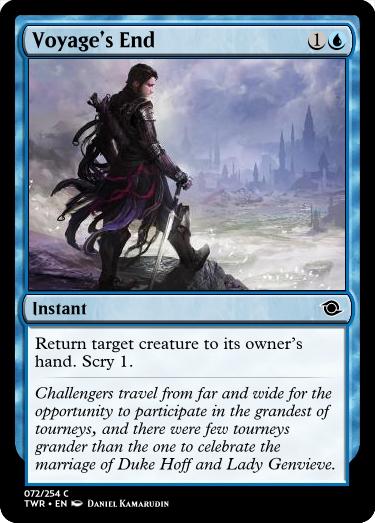 Voyage's End 1
Instant
Return target creature to its owner's
hand. Scry 1.
Challengers travel from far and wide for the
opportunity to participate in the grandest of
tourneys, and there were few tourneys
grander than the one to celebrate the
marriage of Duke Hoff and Lady Genvieve.
072/254 C
TWR • EN Daniel Kamarudin